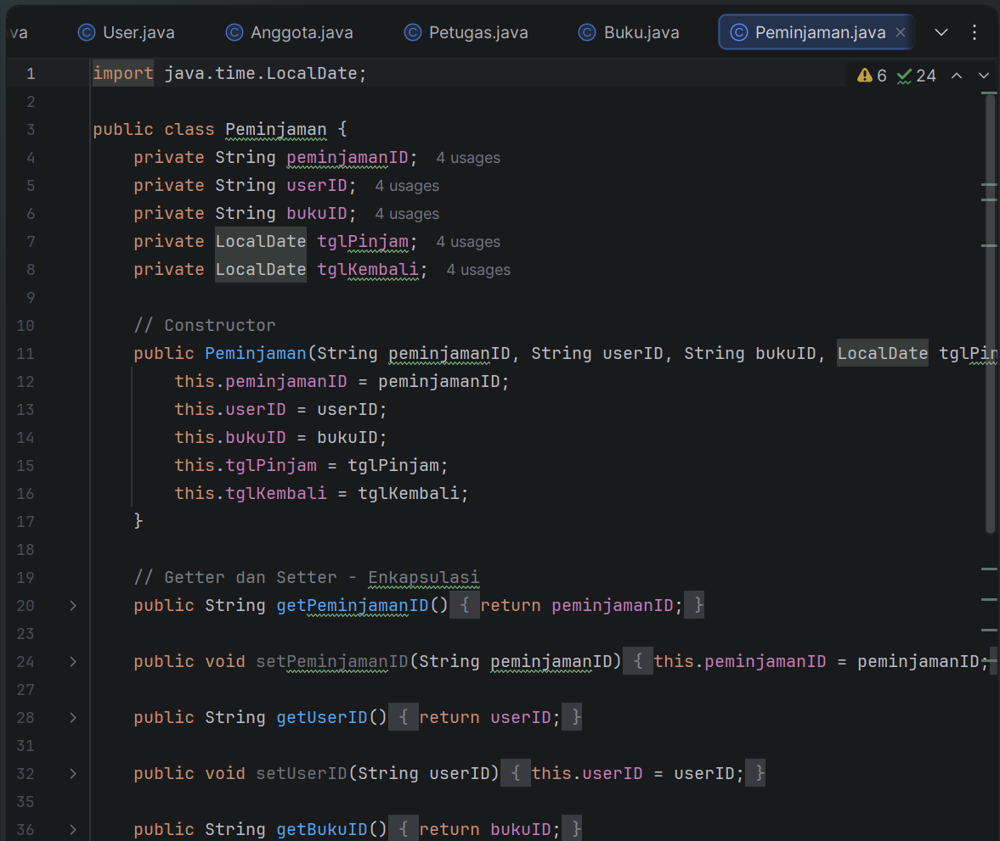 va User.java Anggota.java Petugas.java Buku.java Peminjaman.java
1 import java.time.LocalDate; 6 24
2
3 public class Peminjaman {
4 private String peminjamanID; 4 usages
5 private String userID; 4 usages
6 private String bukuID; 4 usages
7 private LocalDate tglPinjam; 4 usages
8 private LocalDate tglKembali; 4 usages
9
10 // Constructor
11 public Peminjaman(String peminjamanID, String userID, String bukuID, LocalDate tglPin
12 this.peminjamanID = peminjamanID;
13 this.userID = userID;
14 this.bukuID = bukuID;
15 this.tglPinjam = tglPinjam;
16 this.tglKembali = tglKembali;
17 }
18
19 // Getter dan Setter - Enkapsulasi
20 public String getPeminjamanID() { return peminjamanID; }
23
24 public void setPeminjamanID(String peminjamanID) { this.peminjamanID = peminjamanID;
27
28 public String getUserID() { return userID; }
31
32 public void setUserID(String userID) { this.userID = userID; }
35
36 public String getBukuID() { return bukuID; }